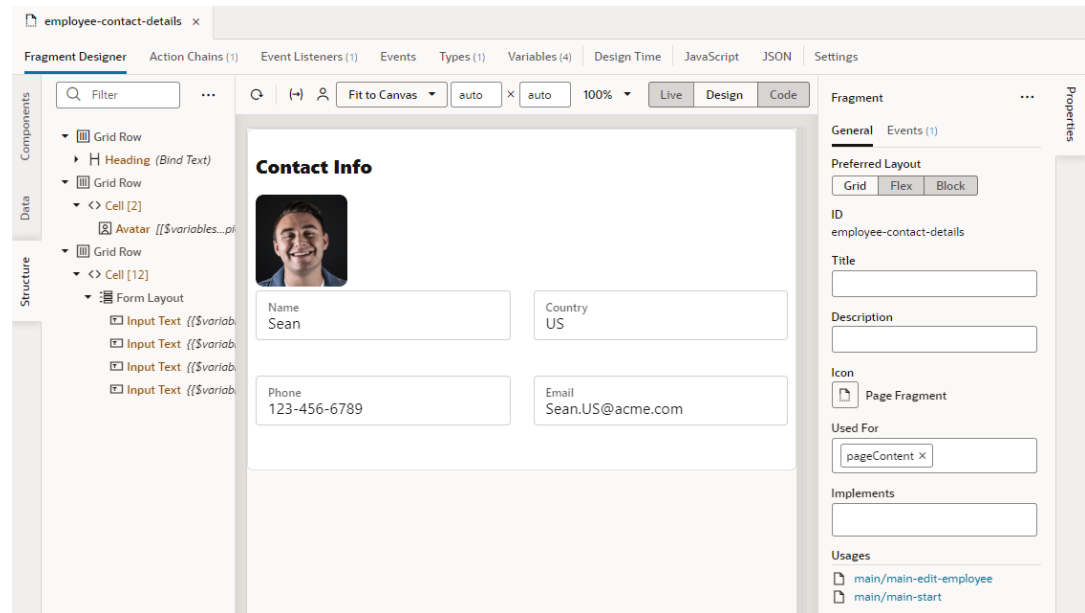 employee-contact-details ×
Fragment Designer Action Chains (1) Event Listeners (1) Events Types (1) Variables (4) Design Time JavaScript JSON Settings
Components
Data
Structure
Filter ...
Grid Row
Heading (Bind Text)
Grid Row
Cell [2]
Avatar [[$variables...pi
Grid Row
Cell [12]
Form Layout
Input Text {{$variab
Input Text {{$variab
Input Text {{$variab
Input Text {{$variab
Fit to Canvas auto × auto 100% Live Design Code
Contact Info
Name
Sean
Country
US
Phone
123-456-6789
Email
Sean.US@acme.com
Fragment ...
General Events (1)
Preferred Layout
Grid Flex Block
ID
employee-contact-details
Title
Description
Icon
Page Fragment
Used For
pageContent ×
Implements
Usages
main/main-edit-employee
main/main-start
Properties